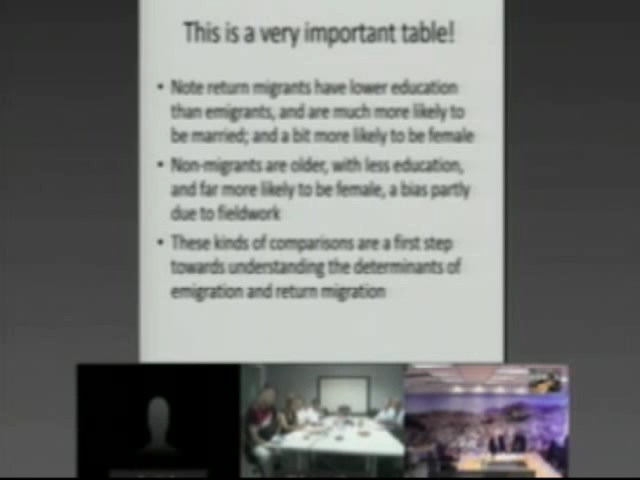 This is a very important table!
• Note return migrants have lower education
than emigrants, and are much more likely to
be married; and a bit more likely to be female
• Non-migrants are older, with less education,
and far more likely to be female, a bias partly
due to fieldwork
• These kinds of comparisons are a first step
towards understanding the determinants of
emigration and return migration